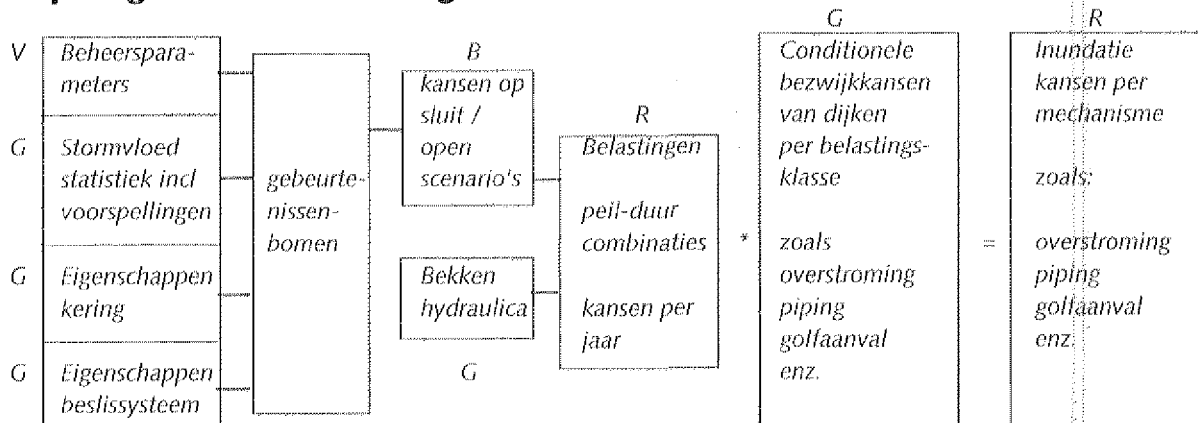 V
Beheerspara-
meters
G
Stormvloed
statistiek incl
voorspellingen
G
Eigenschappen
kering
G
Eigenschappen
beslissysteem
gebeurte-
nissen-
bomen
B
kansen op
sluit /
open
scenario's
Bekken
hydraulica
G
R
Belastingen
peil-duur
combinaties
kansen per
jaar
*
G
Conditionele
bezwijkkansen
van dijken
per belastings-
klasse
zoals
overstroming
piping
golfaanval
enz.
=
R
Inundatie
kansen per
mechanisme
zoals:
overstroming
piping
golfaanval
enz.